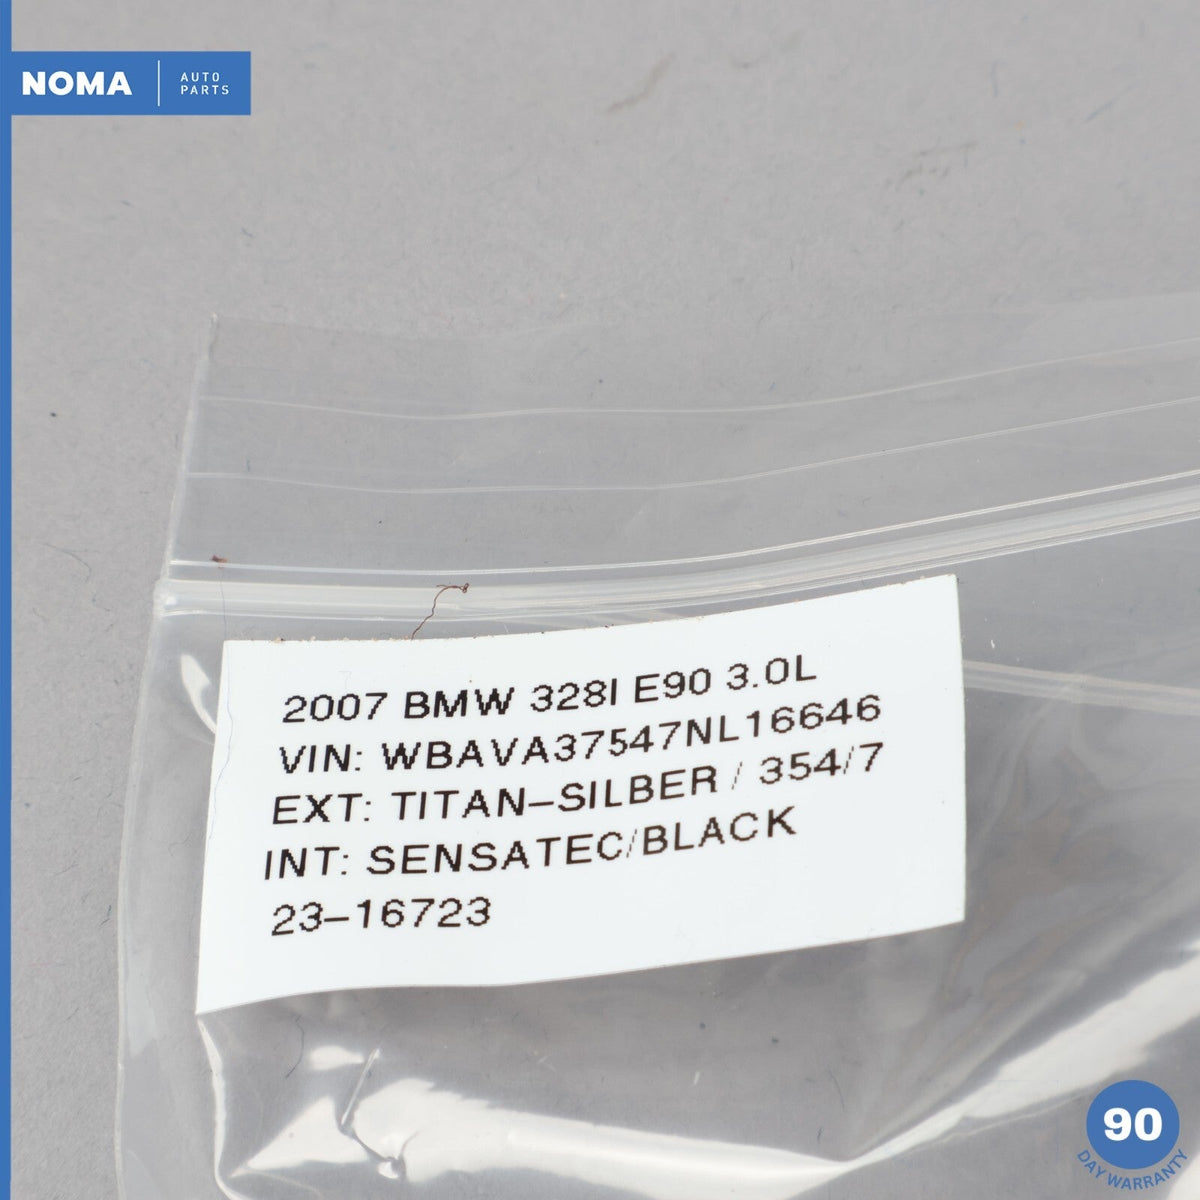 NOMA
AUTO
PARTS
2007 BMW 328I E90 3.0L
VIN: WBAVA37547NL16646
EXT: TITAN-SILBER / 354/7
INT: SENSATEC/BLACK
23-16723
90
DAY WARRANTY